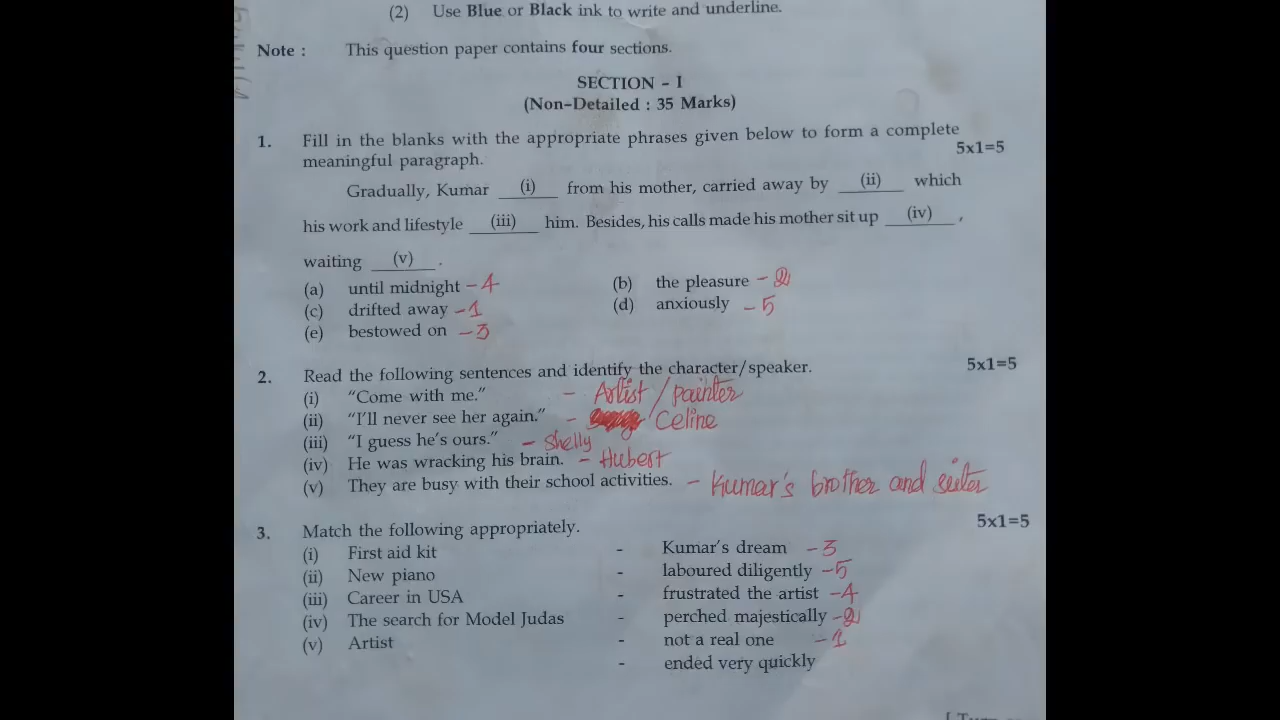 (2) Use Blue or Black ink to write and underline.
Note : This question paper contains four sections.
SECTION - I
(Non-Detailed : 35 Marks)
1. Fill in the blanks with the appropriate phrases given below to form a complete
meaningful paragraph. 5x1=5
Gradually, Kumar (i) from his mother, carried away by (ii) which
his work and lifestyle (iii) him. Besides, his calls made his mother sit up (iv) ,
waiting (v) .
(a) until midnight - 4 (b) the pleasure - 2
(c) drifted away - 1 (d) anxiously - 5
(e) bestowed on - 3
2. Read the following sentences and identify the character/speaker. 5x1=5
(i) "Come with me." - Artist / painter
(ii) "I'll never see her again." - Celine
(iii) "I guess he's ours." - Shelly
(iv) He was wracking his brain. - Hubert
(v) They are busy with their school activities. - Kumar's brother and sister
3. Match the following appropriately. 5x1=5
(i) First aid kit - Kumar's dream - 3
(ii) New piano - laboured diligently - 5
(iii) Career in USA - frustrated the artist - 4
(iv) The search for Model Judas - perched majestically - 2
(v) Artist - not a real one - 1
- ended very quickly